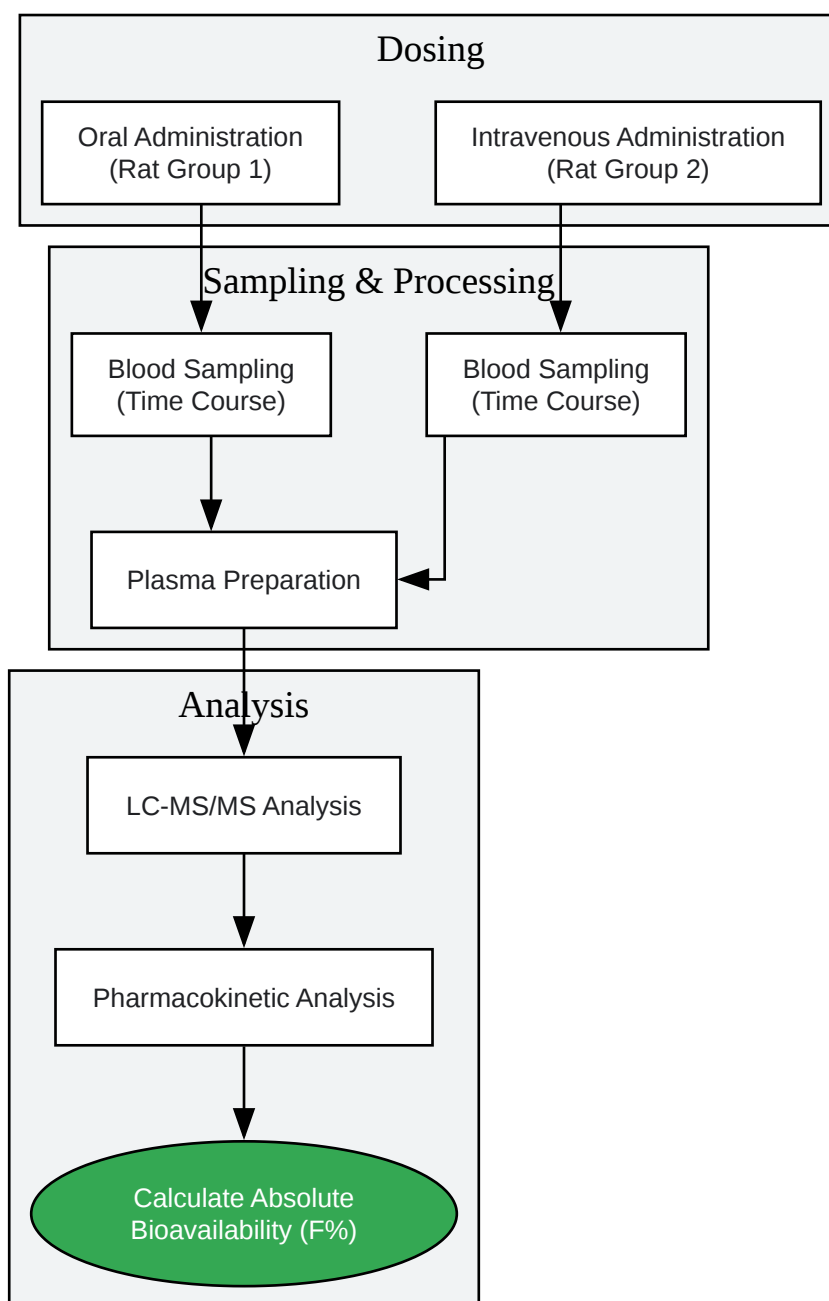 Dosing
Oral Administration
(Rat Group 1)
Intravenous Administration
(Rat Group 2)
Sampling & Processing
Blood Sampling
(Time Course)
Blood Sampling
(Time Course)
Plasma Preparation
Analysis
LC-MS/MS Analysis
Pharmacokinetic Analysis
Calculate Absolute
Bioavailability (F%)